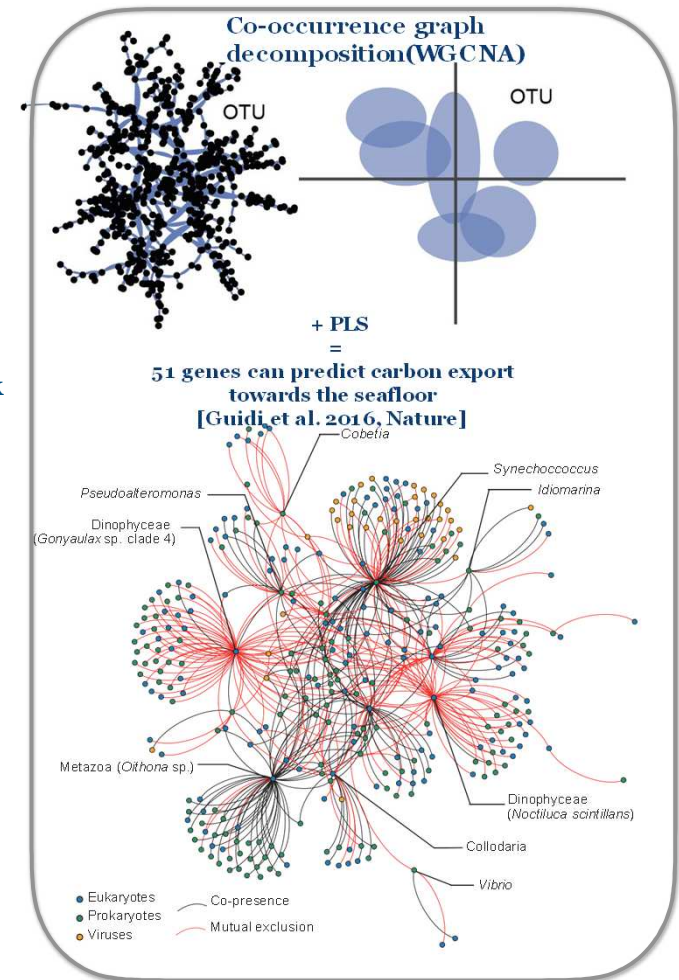 Co-occurrence graph
decomposition(WGCNA)
OTU
OTU
+ PLS
=
51 genes can predict carbon export
towards the seafloor
[Guidi et al. 2016, Nature]
Cobetia
Synechoccoccus
Pseudoalteromonas
Idiomarina
Dinophyceae
(Gonyaulax sp. clade 4)
Metazoa (Oithona sp.)
Dinophyceae
(Noctiluca scintillans)
Collodaria
Vibrio
Eukaryotes
Prokaryotes
Viruses
Co-presence
Mutual exclusion